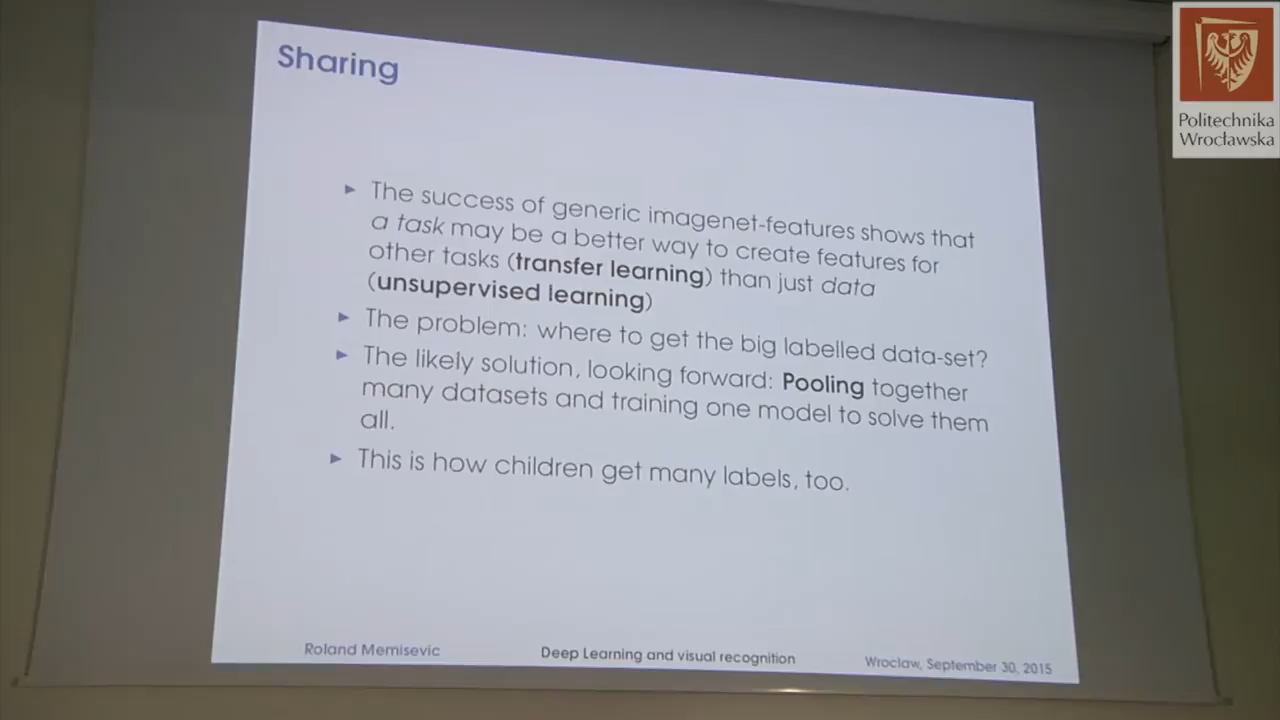 Sharing
Politechnika
Wrocławska
► The success of generic imagenet-features shows that
a task may be a better way to create features for
other tasks (transfer learning) than just data
(unsupervised learning)
► The problem: where to get the big labelled data-set?
► The likely solution, looking forward: Pooling together
many datasets and training one model to solve them
all.
► This is how children get many labels, too.
Roland Memisevic
Deep Learning and visual recognition
Wroclaw, September 30, 2015